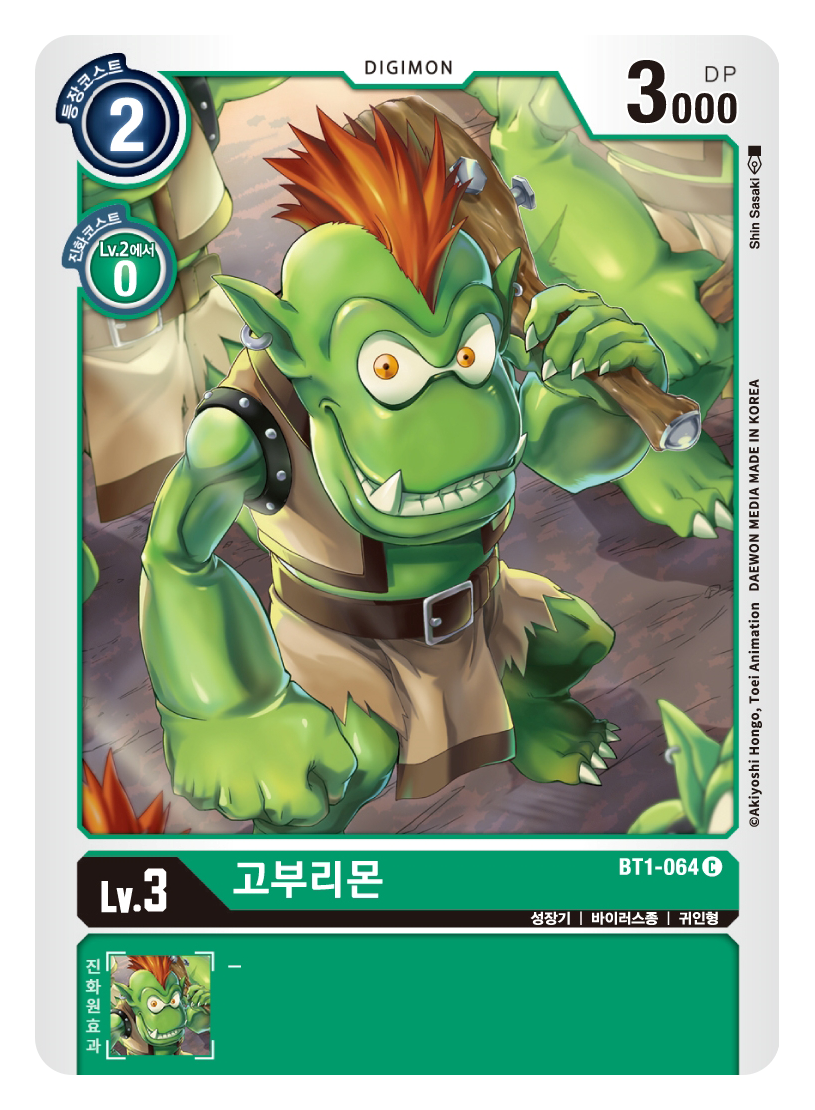 DIGIMON
등장코스트
2
3000
DP
진화코스트
Lv.2에서
0
Shin Sasaki
©Akiyoshi Hongo, Toei Animation DAEWON MEDIA MADE IN KOREA
Lv.3
고부리몬
BT1-064 C
성장기 | 바이러스종 | 귀인형
진화원효과
–